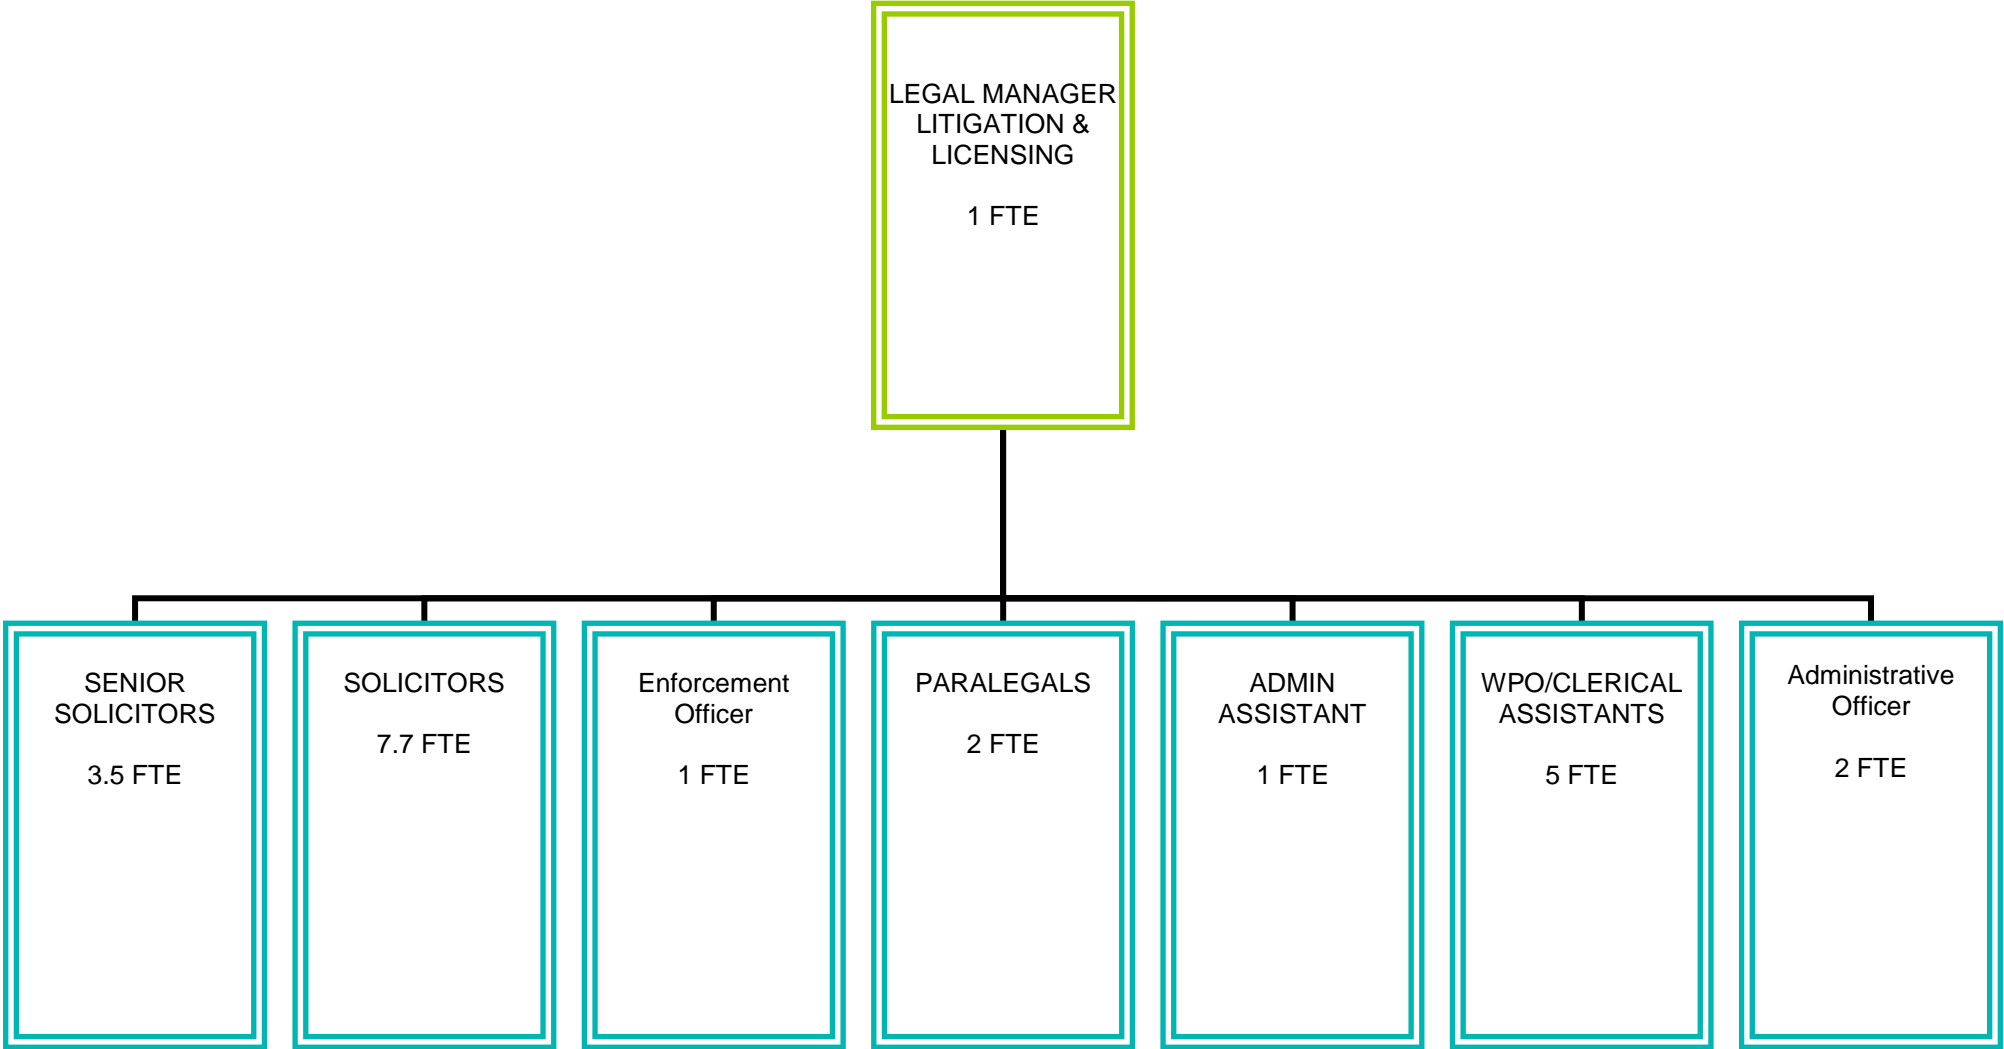 LEGAL MANAGER
LITIGATION &
LICENSING
1 FTE
SENIOR
SOLICITORS
3.5 FTE
SOLICITORS
7.7 FTE
Enforcement
Officer
1 FTE
PARALEGALS
2 FTE
ADMIN
ASSISTANT
1 FTE
WPO/CLERICAL
ASSISTANTS
5 FTE
Administrative
Officer
2 FTE